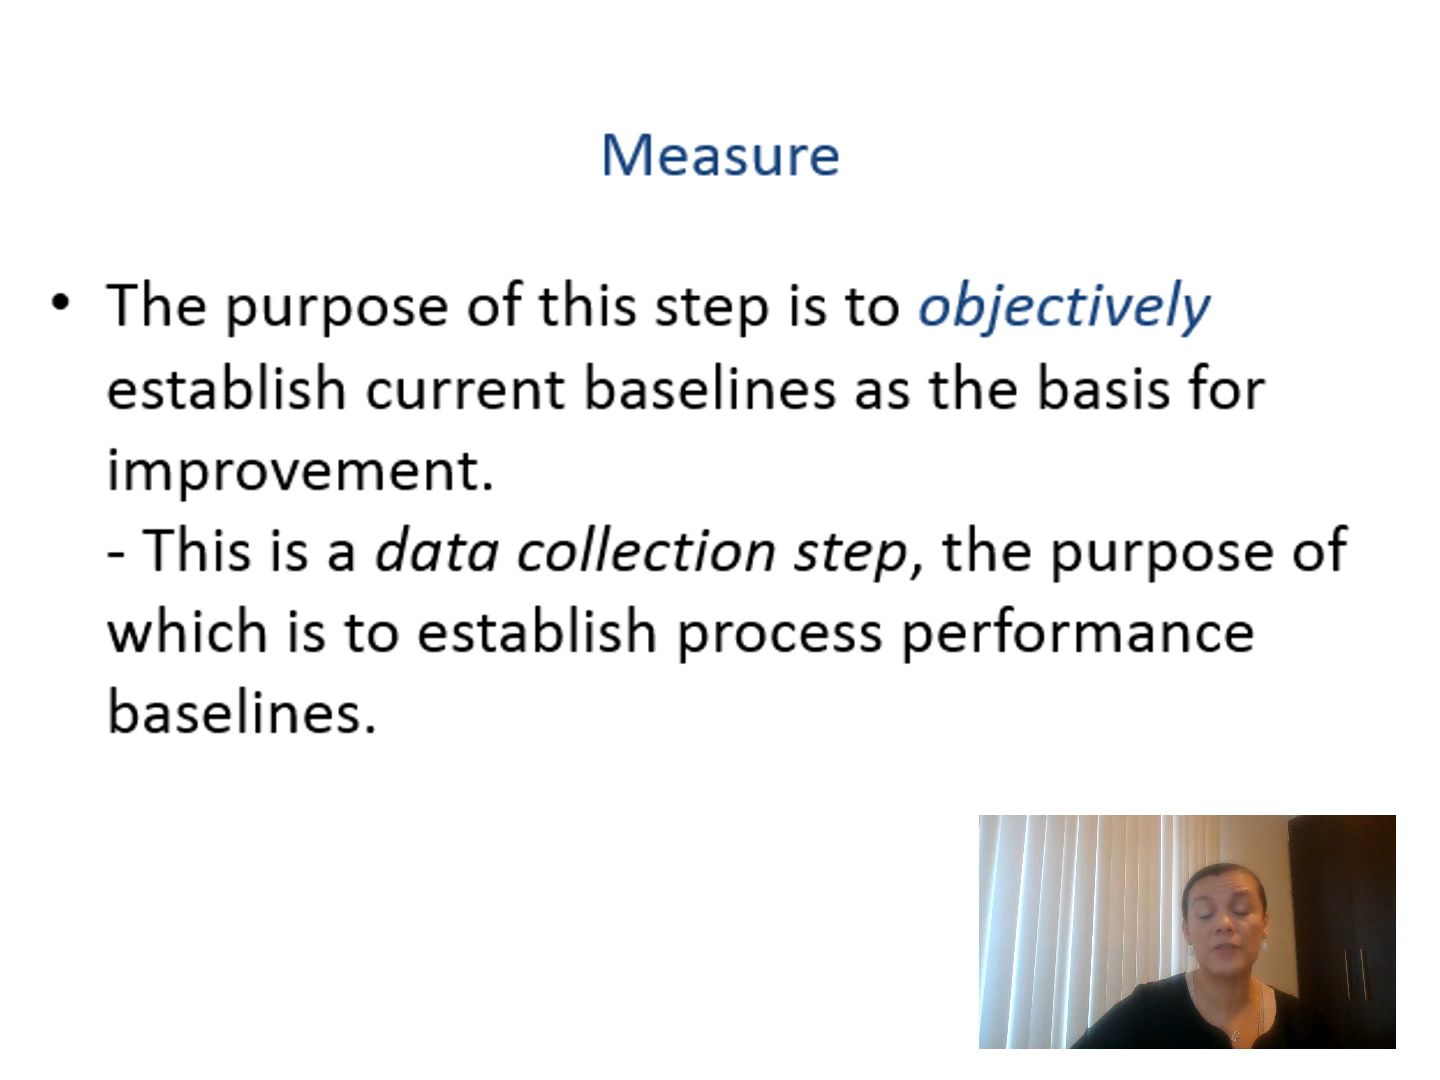 Measure
• The purpose of this step is to objectively
establish current baselines as the basis for
improvement.
- This is a data collection step, the purpose of
which is to establish process performance
baselines.